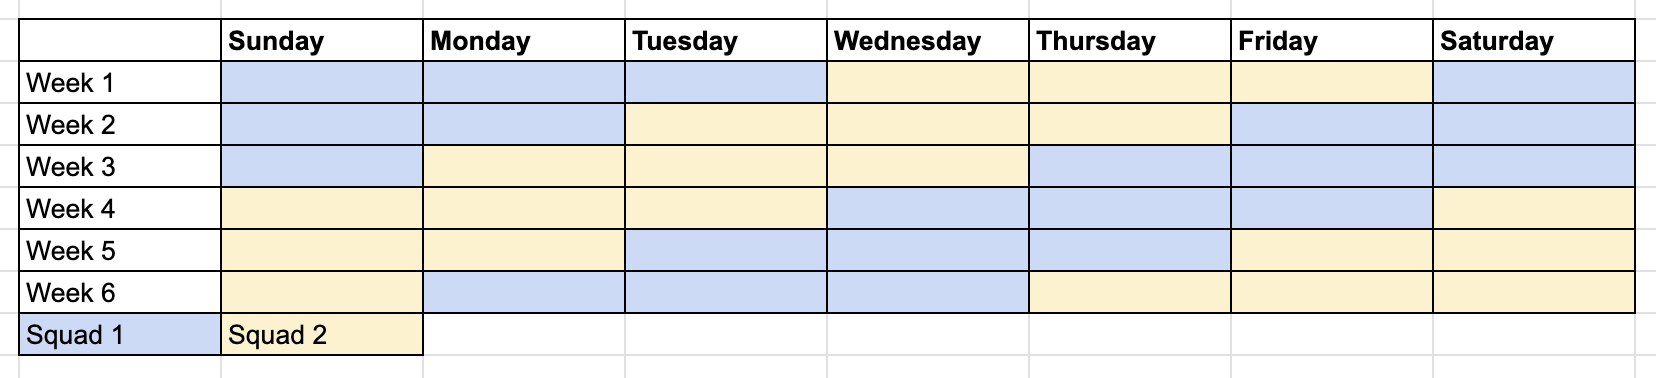 Sunday Monday Tuesday Wednesday Thursday Friday Saturday
Week 1
Week 2
Week 3
Week 4
Week 5
Week 6
Squad 1 Squad 2